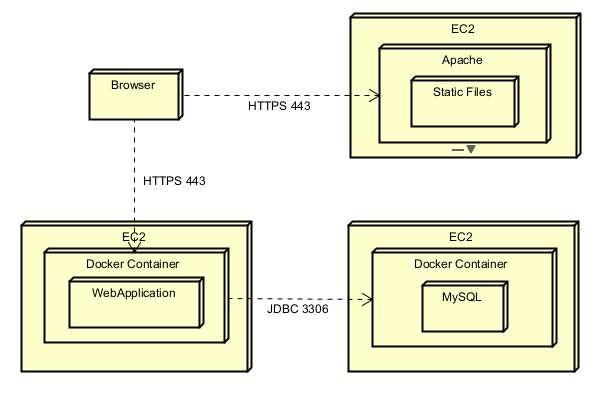 EC2
Apache
Browser
Static Files
HTTPS 443
HTTPS 443
EC2
EC2
Docker Container
Docker Container
WebApplication
MySQL
JDBC 3306